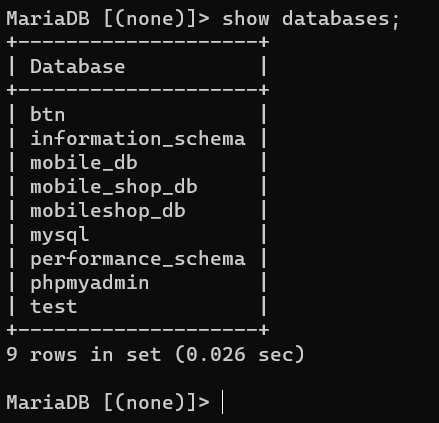 MariaDB [(none)]> show databases;
+--------------------+
| Database           |
+--------------------+
| btn                |
| information_schema |
| mobile_db          |
| mobile_shop_db     |
| mobileshop_db      |
| mysql              |
| performance_schema |
| phpmyadmin         |
| test               |
+--------------------+
9 rows in set (0.026 sec)
MariaDB [(none)]>